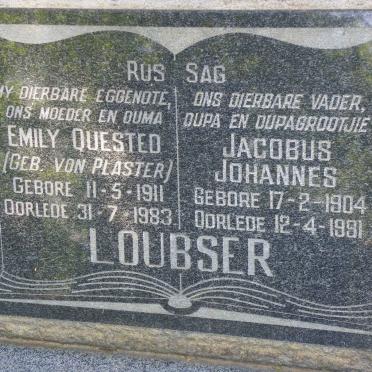 RUS SAG
MY DIERBARE EGGENOTE,
ONS MOEDER EN OUMA
EMILY QUESTED
(GEB. VON PLASTER)
GEBORE 11-5-1911
OORLEDE 31-7-1983
ONS DIERBARE VADER,
OUPA EN OUPAGROOTJIE
JACOBUS
JOHANNES
GEBORE 17-2-1904
OORLEDE 12-4-1991
LOUBSER